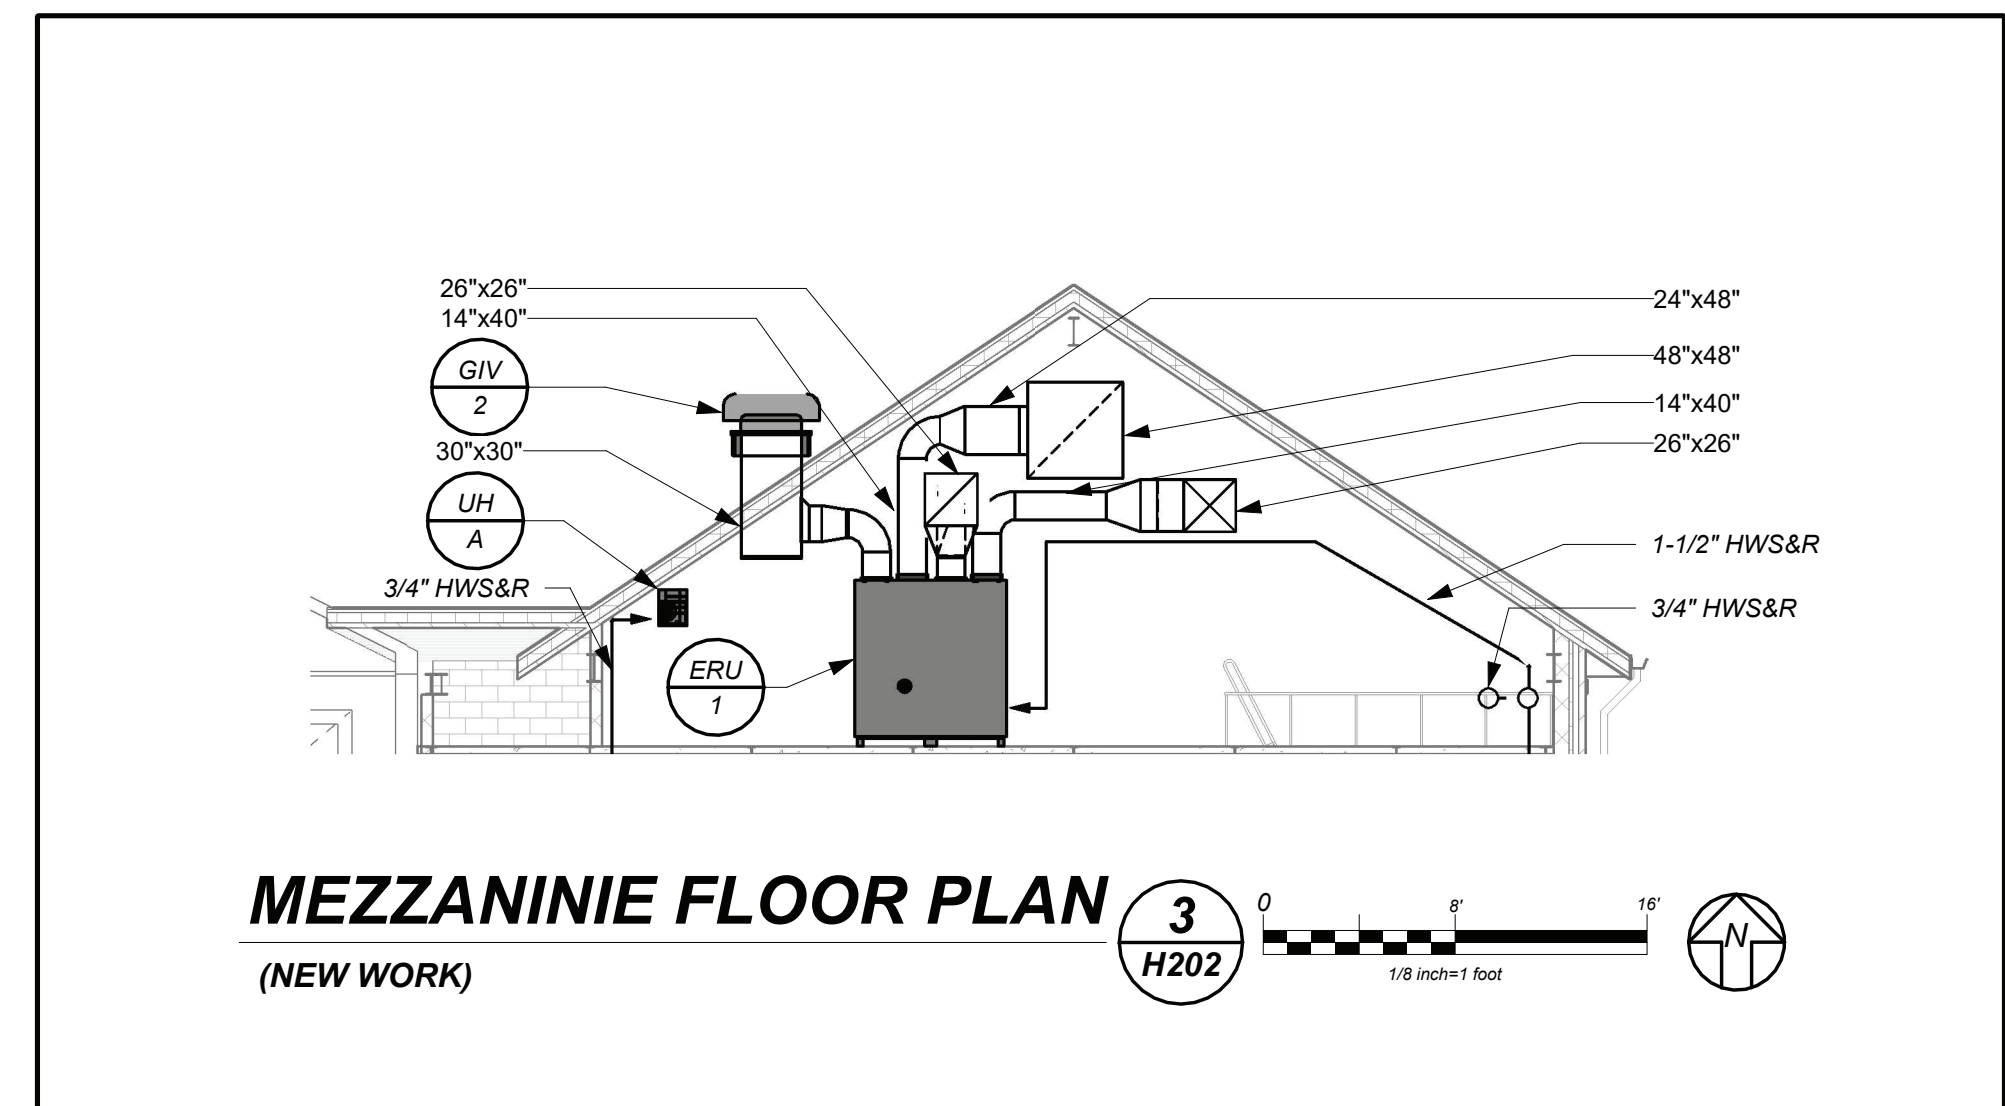 26"x26"
14"x40"
GIV
2
30"x30"
UH
A
3/4" HWS&R
ERU
1
24"x48"
48"x48"
14"x40"
26"x26"
1-1/2" HWS&R
3/4" HWS&R
MEZZANINIE FLOOR PLAN
(NEW WORK)
3
H202
0 8' 16'
1/8 inch=1 foot
N